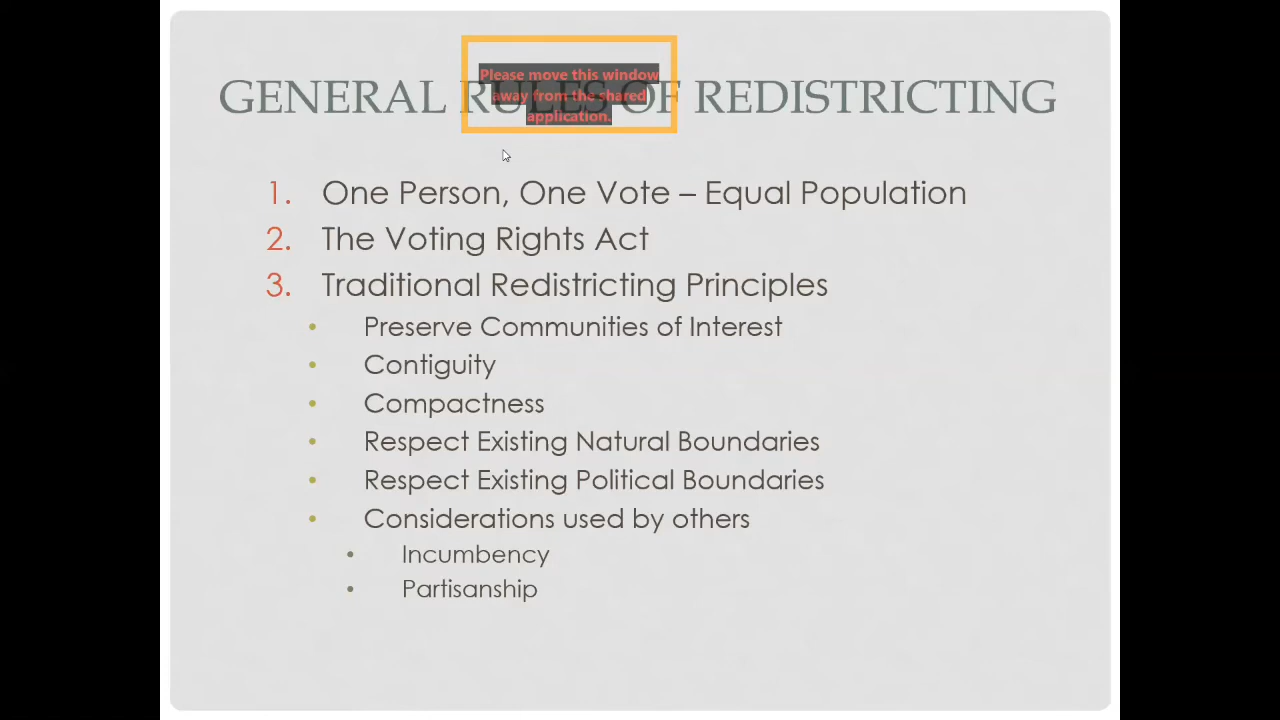 GENERAL RULES OF REDISTRICTING
Please move this window
away from the shared
application.
1. One Person, One Vote – Equal Population
2. The Voting Rights Act
3. Traditional Redistricting Principles
• Preserve Communities of Interest
• Contiguity
• Compactness
• Respect Existing Natural Boundaries
• Respect Existing Political Boundaries
• Considerations used by others
• Incumbency
• Partisanship